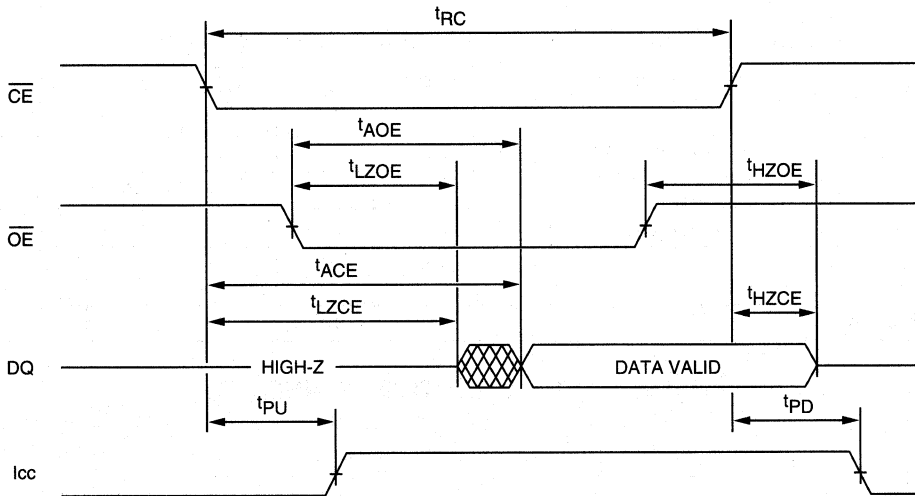 tRC
CE
tAOE
tLZOE
tHZOE
OE
tACE
tLZCE
tHZCE
DQ HIGH-Z DATA VALID
tPU tPD
Icc